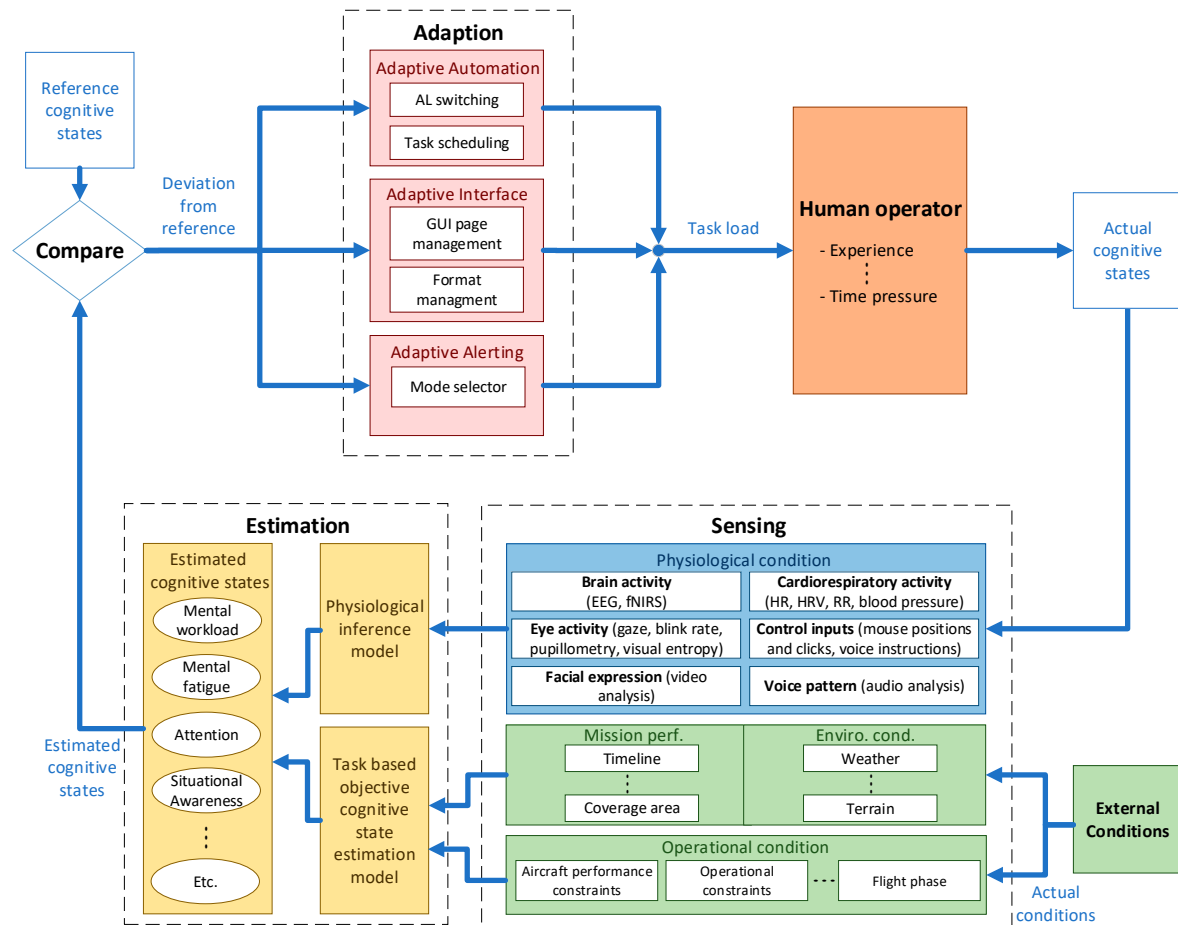 Reference
cognitive
states
Compare
Deviation
from
reference
Adaption
Adaptive Automation
AL switching
Task scheduling
Adaptive Interface
GUI page
management
Format
managment
Adaptive Alerting
Mode selector
Task load
Human operator
- Experience
- Time pressure
Actual
cognitive
states
Estimation
Estimated
cognitive states
Mental
workload
Mental
fatigue
Attention
Situational
Awareness
Etc.
Physiological
inference
model
Task based
objective
cognitive
state
estimation
model
Estimated
cognitive
states
Sensing
Physiological condition
Brain activity
(EEG, fNIRS)
Cardiorespiratory activity
(HR, HRV, RR, blood pressure)
Eye activity (gaze, blink rate,
pupillometry, visual entropy)
Control inputs (mouse positions
and clicks, voice instructions)
Facial expression (video
analysis)
Voice pattern (audio analysis)
Mission perf.
Timeline
Coverage area
Enviro. cond.
Weather
Terrain
Operational condition
Aircraft performance
constraints
Operational
constraints
Flight phase
External
Conditions
Actual
conditions